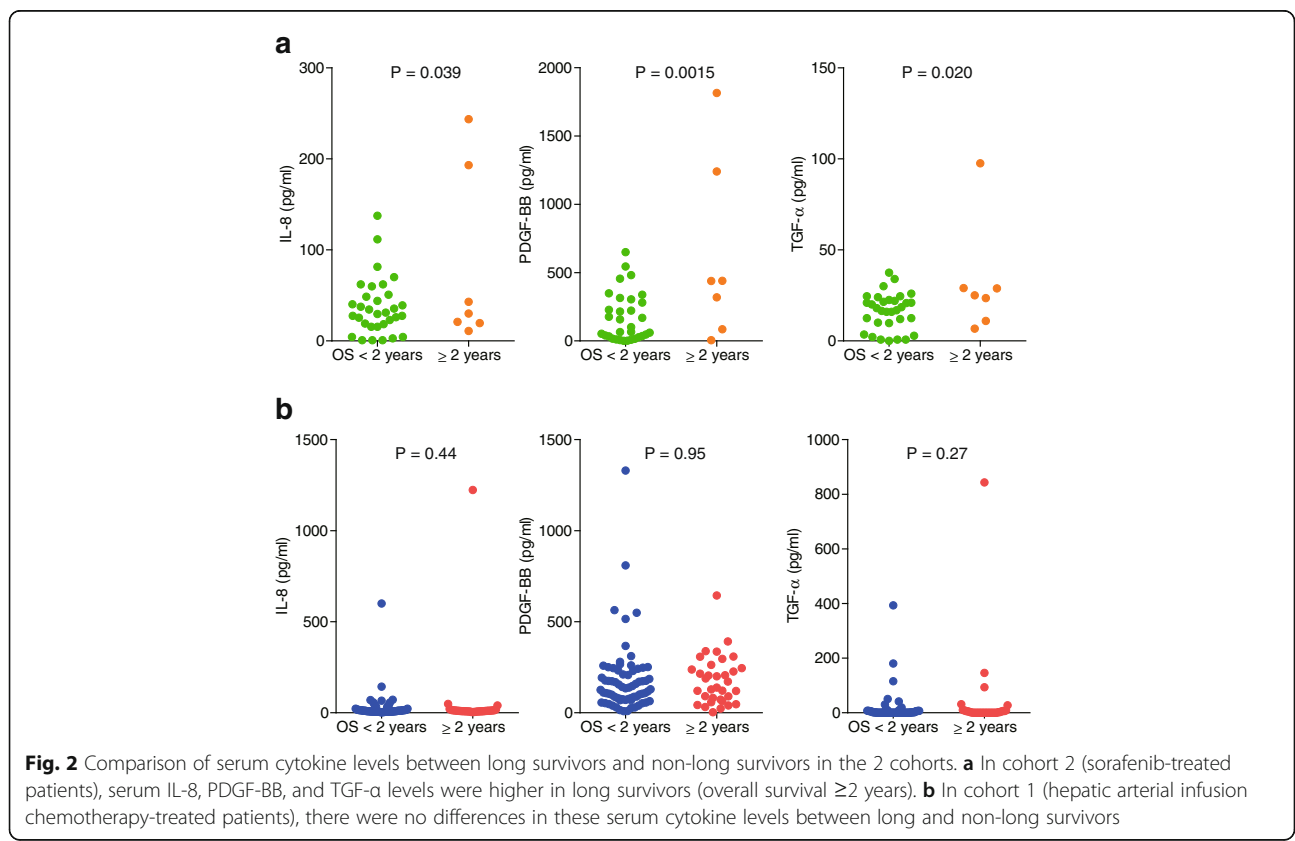 a
P = 0.039
300
200
100
0
IL-8 (pg/ml)
OS < 2 years
≥ 2 years
P = 0.0015
2000
1500
1000
500
0
PDGF-BB (pg/ml)
OS < 2 years
≥ 2 years
P = 0.020
150
100
50
0
TGF-α (pg/ml)
OS < 2 years
≥ 2 years
b
P = 0.44
1500
1000
500
0
IL-8 (pg/ml)
OS < 2 years
≥ 2 years
P = 0.95
1500
1000
500
0
PDGF-BB (pg/ml)
OS < 2 years
≥ 2 years
P = 0.27
1000
800
600
400
200
0
TGF-α (pg/ml)
OS < 2 years
≥ 2 years
Fig. 2 Comparison of serum cytokine levels between long survivors and non-long survivors in the 2 cohorts. a In cohort 2 (sorafenib-treated
patients), serum IL-8, PDGF-BB, and TGF-α levels were higher in long survivors (overall survival ≥2 years). b In cohort 1 (hepatic arterial infusion
chemotherapy-treated patients), there were no differences in these serum cytokine levels between long and non-long survivors